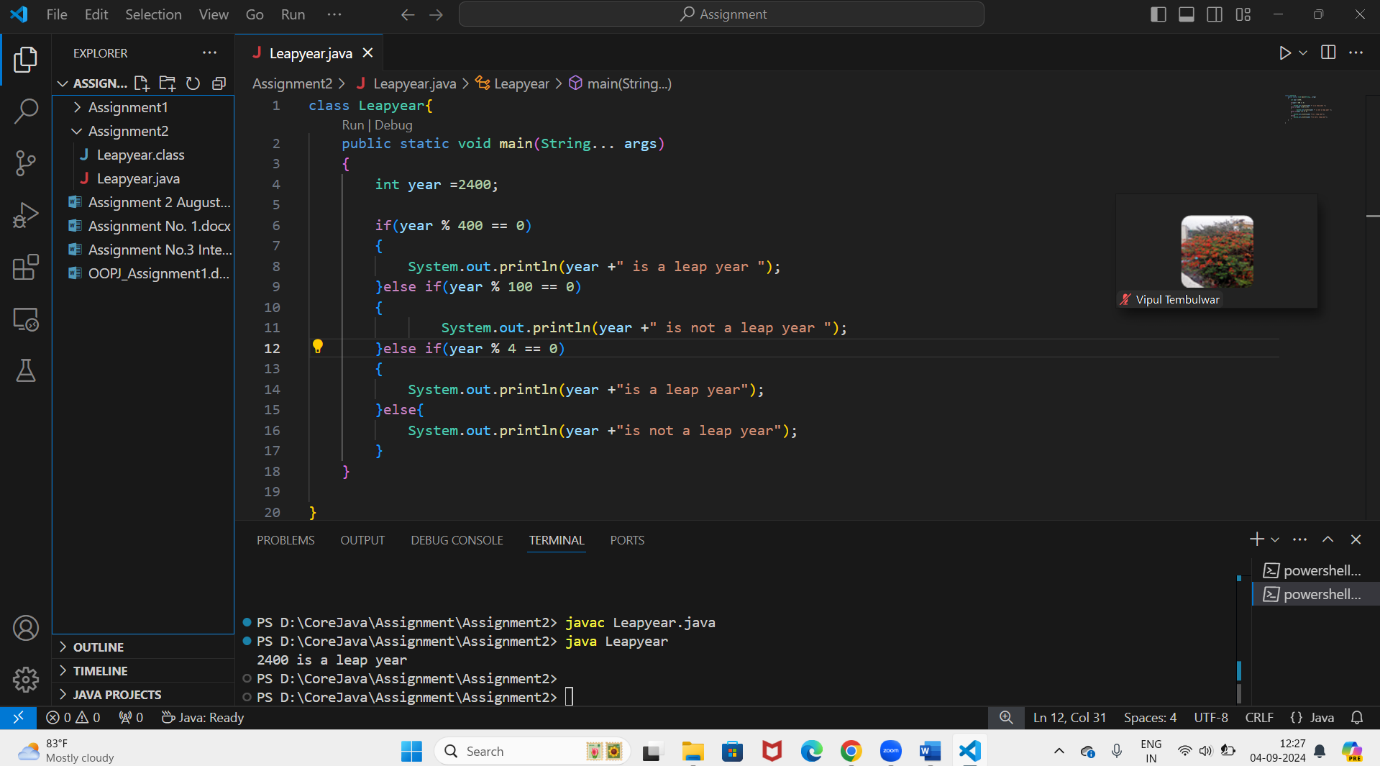 File Edit Selection View Go Run ··· Assignment
EXPLORER ···
ASSIGN...
Assignment1
Assignment2
Leapyear.class
Leapyear.java
Assignment 2 August...
Assignment No. 1.docx
Assignment No.3 Inte...
OOPJ_Assignment1.d...
OUTLINE
TIMELINE
JAVA PROJECTS
J Leapyear.java
Assignment2 > J Leapyear.java > Leapyear > main(String...)
1 class Leapyear{
Run | Debug
2 public static void main(String... args)
3 {
4 int year =2400;
5
6 if(year % 400 == 0)
7 {
8 System.out.println(year +" is a leap year ");
9 }else if(year % 100 == 0)
10 {
11 System.out.println(year +" is not a leap year ");
12 }else if(year % 4 == 0)
13 {
14 System.out.println(year +"is a leap year");
15 }else{
16 System.out.println(year +"is not a leap year");
17 }
18 }
19
20 }
Vipul Tembulwar
PROBLEMS OUTPUT DEBUG CONSOLE TERMINAL PORTS
PS D:\CoreJava\Assignment\Assignment2> javac Leapyear.java
PS D:\CoreJava\Assignment\Assignment2> java Leapyear
2400 is a leap year
PS D:\CoreJava\Assignment\Assignment2>
PS D:\CoreJava\Assignment\Assignment2>
powershell...
powershell...
0 0 0 Java: Ready Ln 12, Col 31 Spaces: 4 UTF-8 CRLF {} Java
83°F
Mostly cloudy
Search
zoom
ENG
IN
12:27
04-09-2024
PRE